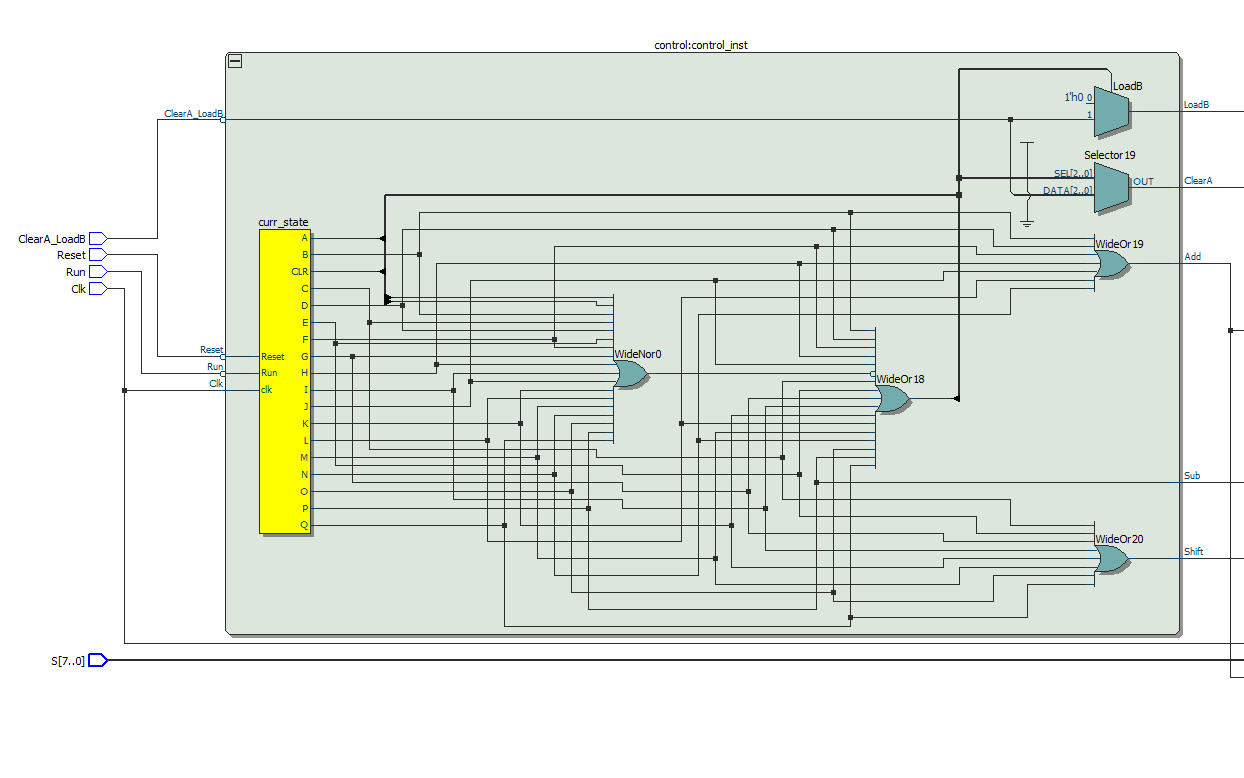 control:control_inst
LoadB
1'h0 0
1
ClearA_LoadB
LoadB
Selector19
SEL[2..0]
DATA[2..0]
OUT
ClearA
curr_state
ClearA_LoadB
Reset
Run
Clk
A
B
CLR
C
D
E
F
G
H
I
J
K
L
M
N
O
P
Q
Reset
Run
Clk
Reset
Run
clk
WideNor0
WideOr18
WideOr19
Add
Sub
WideOr20
Shift
S[7..0]